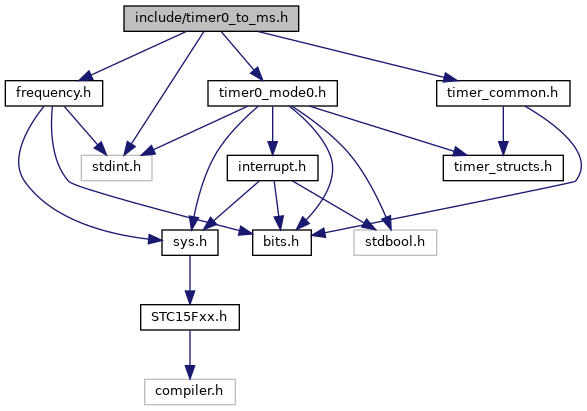 include/timer0_to_ms.h
frequency.h
timer0_mode0.h
timer_common.h
stdint.h
interrupt.h
timer_structs.h
sys.h
bits.h
stdbool.h
STC15Fxx.h
compiler.h